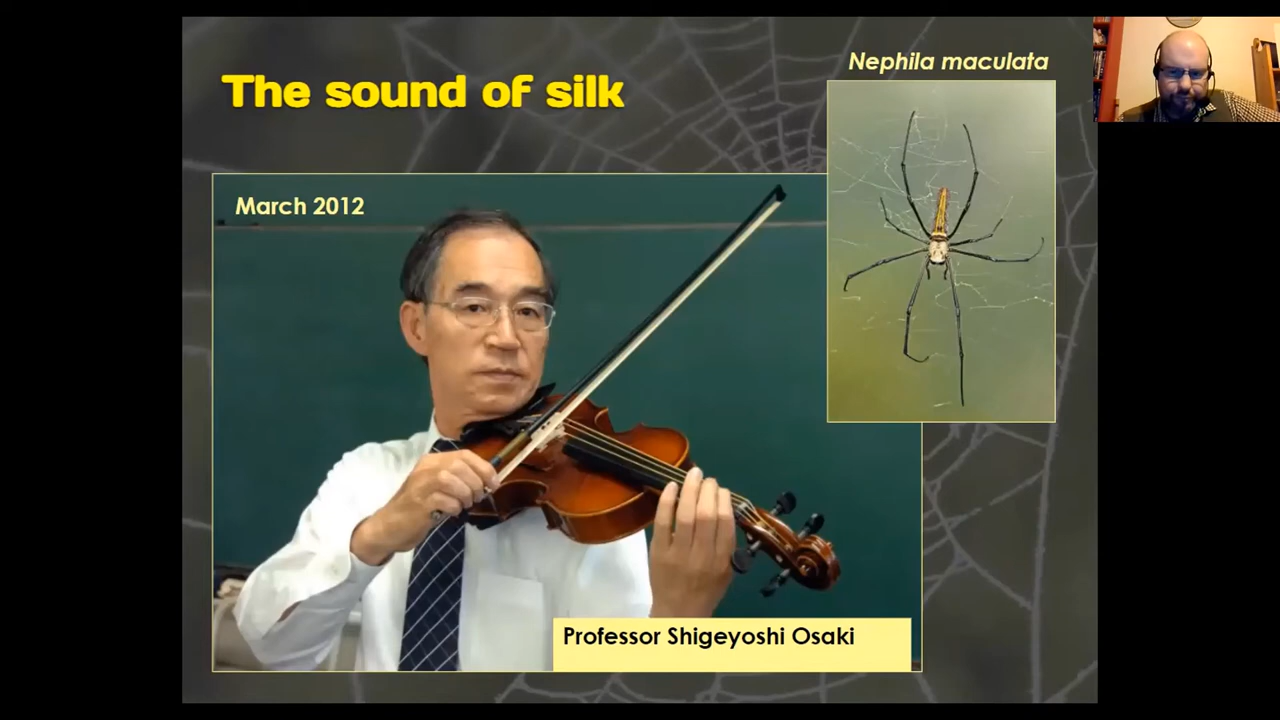 The sound of silk
Nephila maculata
March 2012
Professor Shigeyoshi Osaki